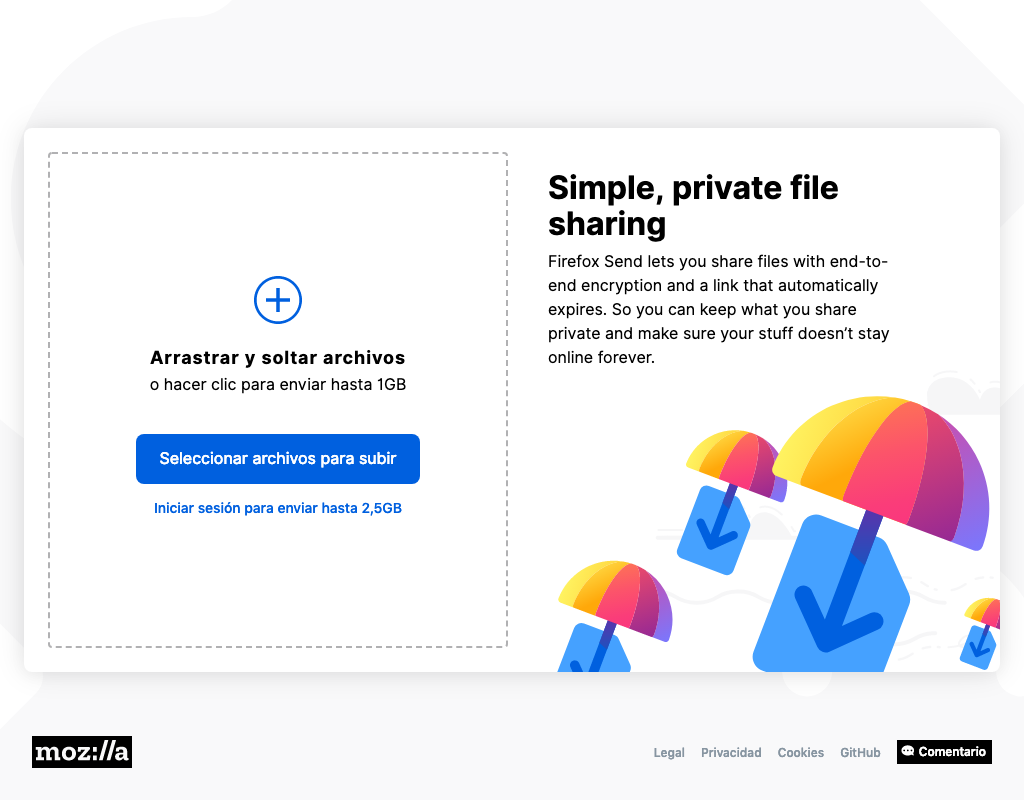 Arrastrar y soltar archivos
o hacer clic para enviar hasta 1GB
Seleccionar archivos para subir
Iniciar sesión para enviar hasta 2,5GB
Simple, private file
sharing
Firefox Send lets you share files with end-to-
end encryption and a link that automatically
expires. So you can keep what you share
private and make sure your stuff doesn’t stay
online forever.
moz://a
Legal Privacidad Cookies GitHub Comentario